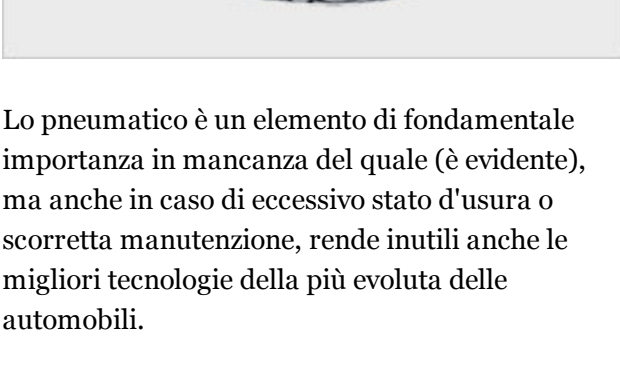 Lo pneumatico è un elemento di fondamentale
importanza in mancanza del quale (è evidente),
ma anche in caso di eccessivo stato d'usura o
scorretta manutenzione, rende inutili anche le
migliori tecnologie della più evoluta delle
automobili.